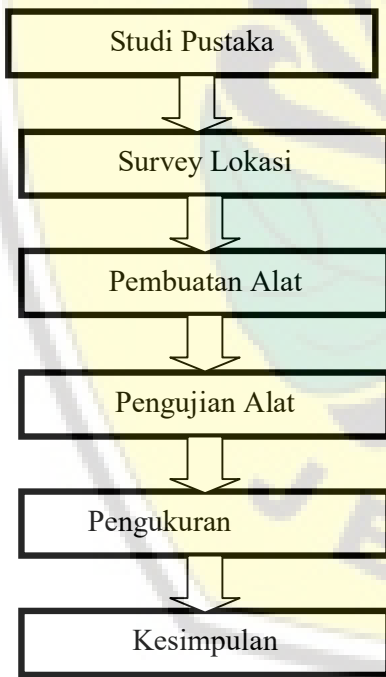 Studi Pustaka
Survey Lokasi
Pembuatan Alat
Pengujian Alat
Pengukuran
Kesimpulan